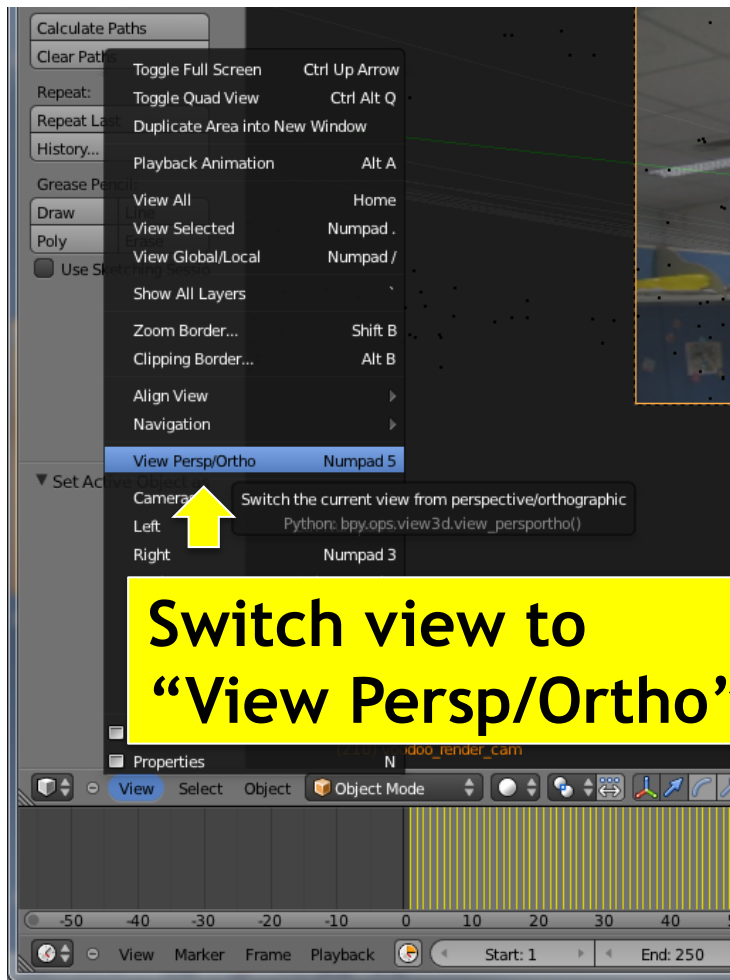 Calculate Paths
Clear Paths
Repeat:
Repeat Last
History...
Grease Pencil:
Draw Line
Poly Erase
Use Sketching Sessio
Toggle Full Screen Ctrl Up Arrow
Toggle Quad View Ctrl Alt Q
Duplicate Area into New Window
Playback Animation Alt A
View All Home
View Selected Numpad .
View Global/Local Numpad /
Show All Layers `
Zoom Border... Shift B
Clipping Border... Alt B
Align View
Navigation
View Persp/Ortho Numpad 5
Set Active Object as
Cameras
Switch the current view from perspective/orthographic
Python: bpy.ops.view3d.view_persportho()
Left
Right Numpad 3
Switch view to
“View Persp/Ortho”
doo_render_cam
Properties N
View Select Object Object Mode
-50 -40 -30 -20 -10 0 10 20 30 40
View Marker Frame Playback Start: 1 End: 250